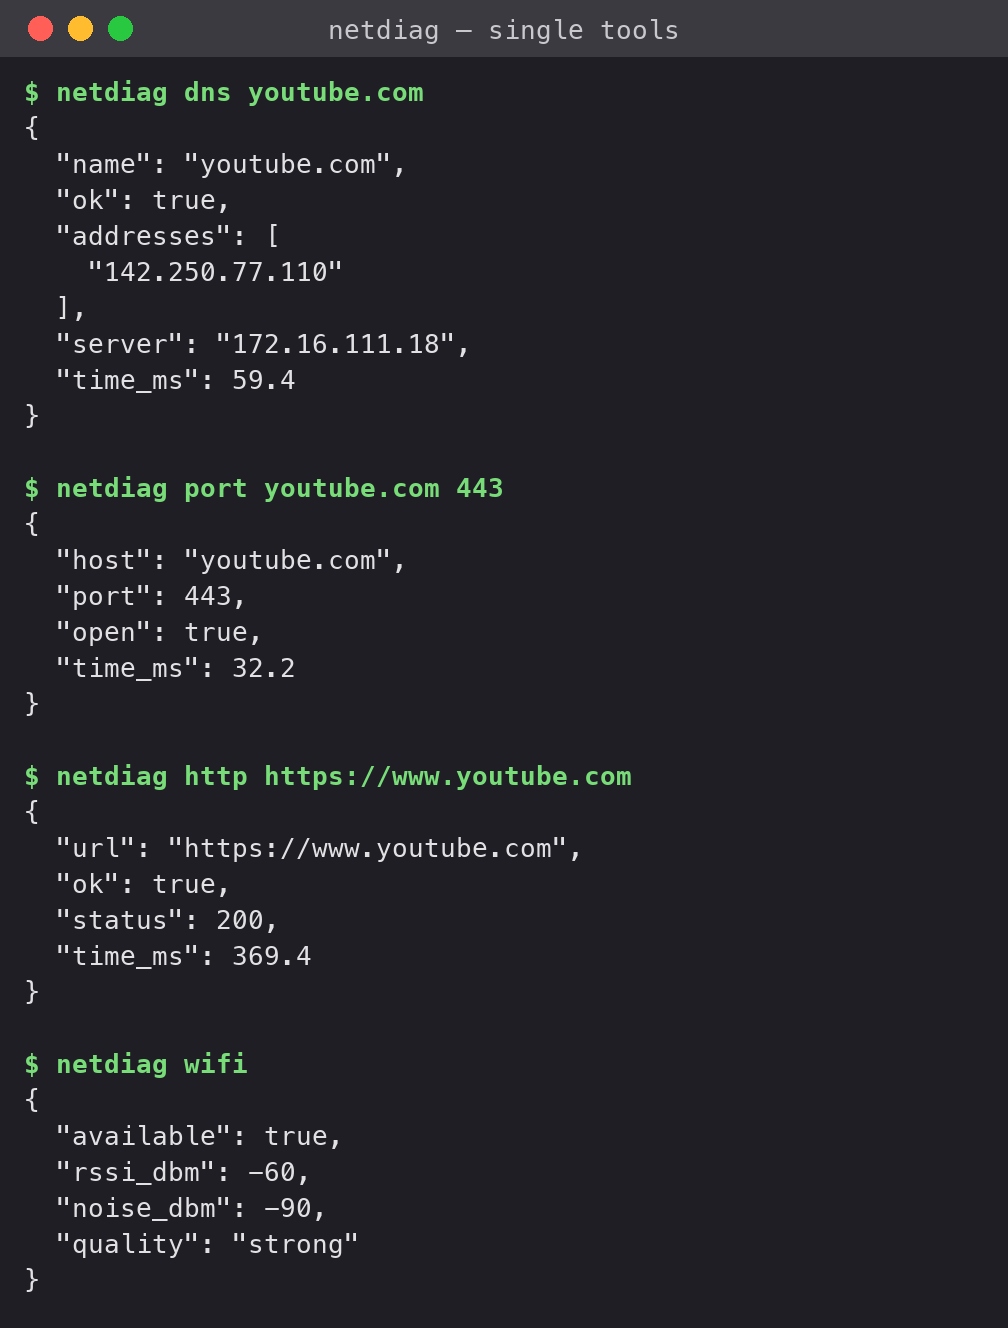 netdiag — single tools
$ netdiag dns youtube.com
{
  "name": "youtube.com",
  "ok": true,
  "addresses": [
    "142.250.77.110"
  ],
  "server": "172.16.111.18",
  "time_ms": 59.4
}
$ netdiag port youtube.com 443
{
  "host": "youtube.com",
  "port": 443,
  "open": true,
  "time_ms": 32.2
}
$ netdiag http https://www.youtube.com
{
  "url": "https://www.youtube.com",
  "ok": true,
  "status": 200,
  "time_ms": 369.4
}
$ netdiag wifi
{
  "available": true,
  "rssi_dbm": −60,
  "noise_dbm": −90,
  "quality": "strong"
}